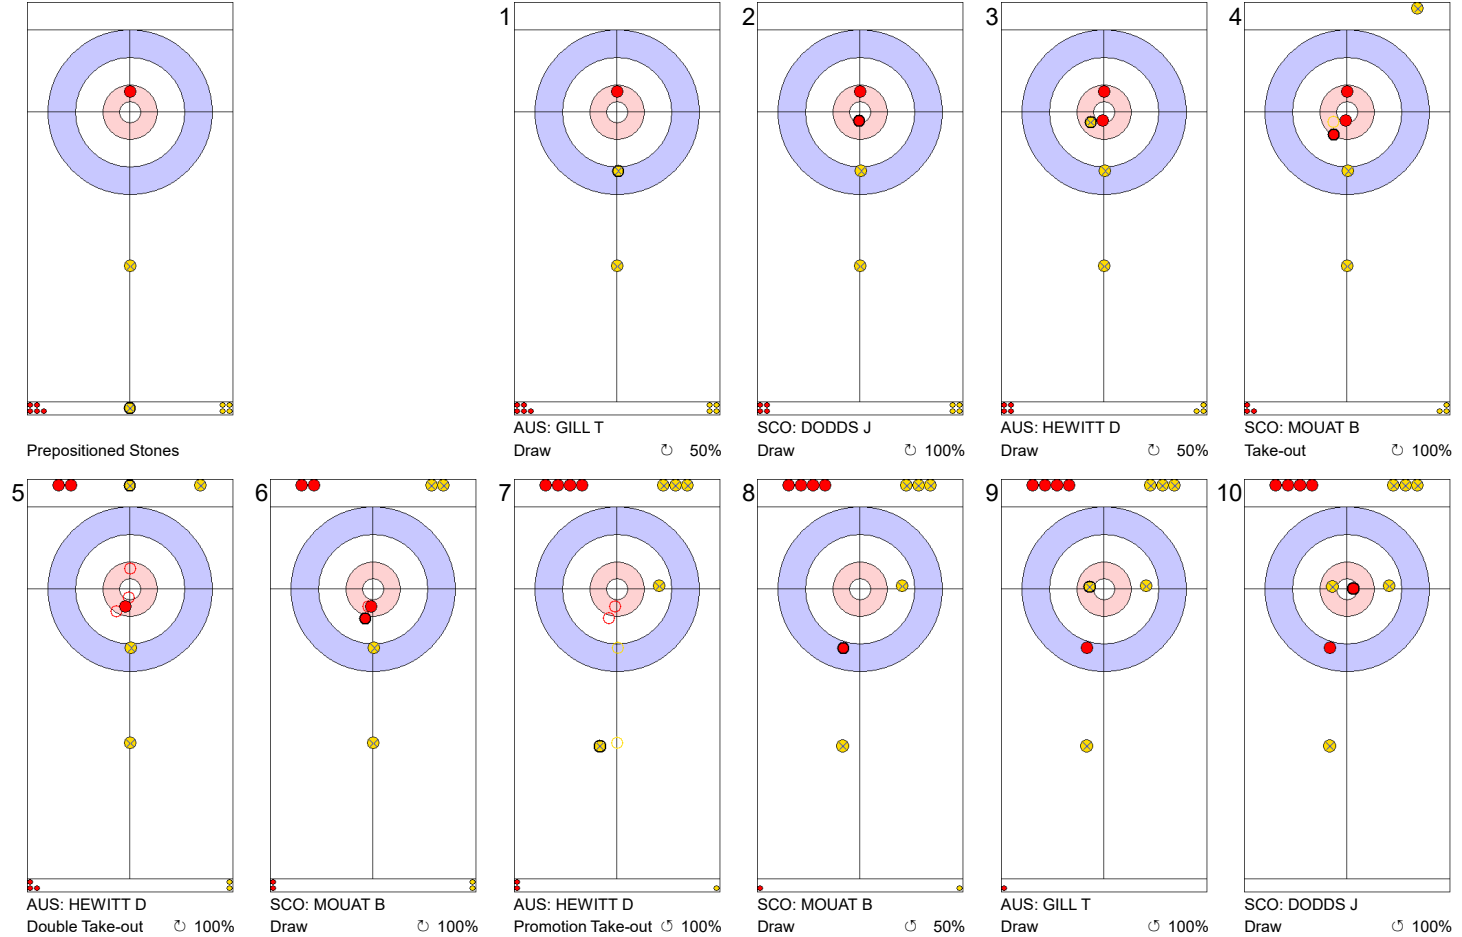 1
2
3
4
Prepositioned Stones
AUS: GILL T
Draw ↻ 50%
SCO: DODDS J
Draw ↻ 100%
AUS: HEWITT D
Draw ↻ 50%
SCO: MOUAT B
Take-out ↻ 100%
5
6
7
8
9
10
AUS: HEWITT D
Double Take-out ↻ 100%
SCO: MOUAT B
Draw ↻ 100%
AUS: HEWITT D
Promotion Take-out ↺ 100%
SCO: MOUAT B
Draw ↺ 50%
AUS: GILL T
Draw ↺ 100%
SCO: DODDS J
Draw ↺ 100%